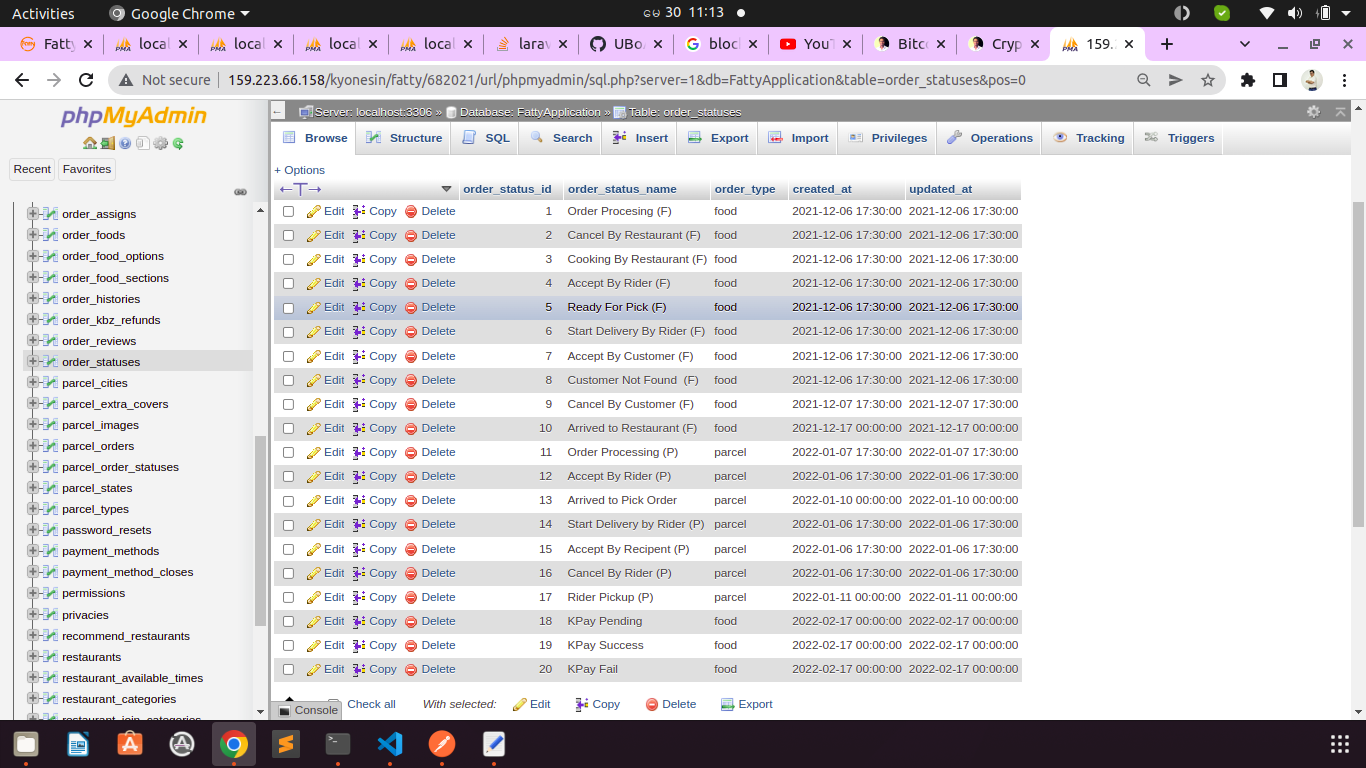 Activities Google Chrome မေ 30 11:13
Fatty local local local local larav UBo block YouT Bitc Cryp 159.
Not secure 159.223.66.158/kyonesin/fatty/682021/url/phpmyadmin/sql.php?server=1&db=FattyApplication&table=order_statuses&pos=0
phpMyAdmin
Recent Favorites
order_assigns
order_foods
order_food_options
order_food_sections
order_histories
order_kbz_refunds
order_reviews
order_statuses
parcel_cities
parcel_extra_covers
parcel_images
parcel_orders
parcel_order_statuses
parcel_states
parcel_types
password_resets
payment_methods
payment_method_closes
permissions
privacies
recommend_restaurants
restaurants
restaurant_available_times
restaurant_categories
restaurant_join_categories
Server: localhost:3306 » Database: FattyApplication » Table: order_statuses
Browse Structure SQL Search Insert Export Import Privileges Operations Tracking Triggers
+ Options
←T→ order_status_id order_status_name order_type created_at updated_at
Edit Copy Delete 1 Order Procesing (F) food 2021-12-06 17:30:00 2021-12-06 17:30:00
Edit Copy Delete 2 Cancel By Restaurant (F) food 2021-12-06 17:30:00 2021-12-06 17:30:00
Edit Copy Delete 3 Cooking By Restaurant (F) food 2021-12-06 17:30:00 2021-12-06 17:30:00
Edit Copy Delete 4 Accept By Rider (F) food 2021-12-06 17:30:00 2021-12-06 17:30:00
Edit Copy Delete 5 Ready For Pick (F) food 2021-12-06 17:30:00 2021-12-06 17:30:00
Edit Copy Delete 6 Start Delivery By Rider (F) food 2021-12-06 17:30:00 2021-12-06 17:30:00
Edit Copy Delete 7 Accept By Customer (F) food 2021-12-06 17:30:00 2021-12-06 17:30:00
Edit Copy Delete 8 Customer Not Found (F) food 2021-12-06 17:30:00 2021-12-06 17:30:00
Edit Copy Delete 9 Cancel By Customer (F) food 2021-12-07 17:30:00 2021-12-07 17:30:00
Edit Copy Delete 10 Arrived to Restaurant (F) food 2021-12-17 00:00:00 2021-12-17 00:00:00
Edit Copy Delete 11 Order Processing (P) parcel 2022-01-07 17:30:00 2022-01-07 17:30:00
Edit Copy Delete 12 Accept By Rider (P) parcel 2022-01-06 17:30:00 2022-01-06 17:30:00
Edit Copy Delete 13 Arrived to Pick Order parcel 2022-01-10 00:00:00 2022-01-10 00:00:00
Edit Copy Delete 14 Start Delivery by Rider (P) parcel 2022-01-06 17:30:00 2022-01-06 17:30:00
Edit Copy Delete 15 Accept By Recipent (P) parcel 2022-01-06 17:30:00 2022-01-06 17:30:00
Edit Copy Delete 16 Cancel By Rider (P) parcel 2022-01-06 17:30:00 2022-01-06 17:30:00
Edit Copy Delete 17 Rider Pickup (P) parcel 2022-01-11 00:00:00 2022-01-11 00:00:00
Edit Copy Delete 18 KPay Pending food 2022-02-17 00:00:00 2022-02-17 00:00:00
Edit Copy Delete 19 KPay Success food 2022-02-17 00:00:00 2022-02-17 00:00:00
Edit Copy Delete 20 KPay Fail food 2022-02-17 00:00:00 2022-02-17 00:00:00
Check all With selected: Edit Copy Delete Export
Console